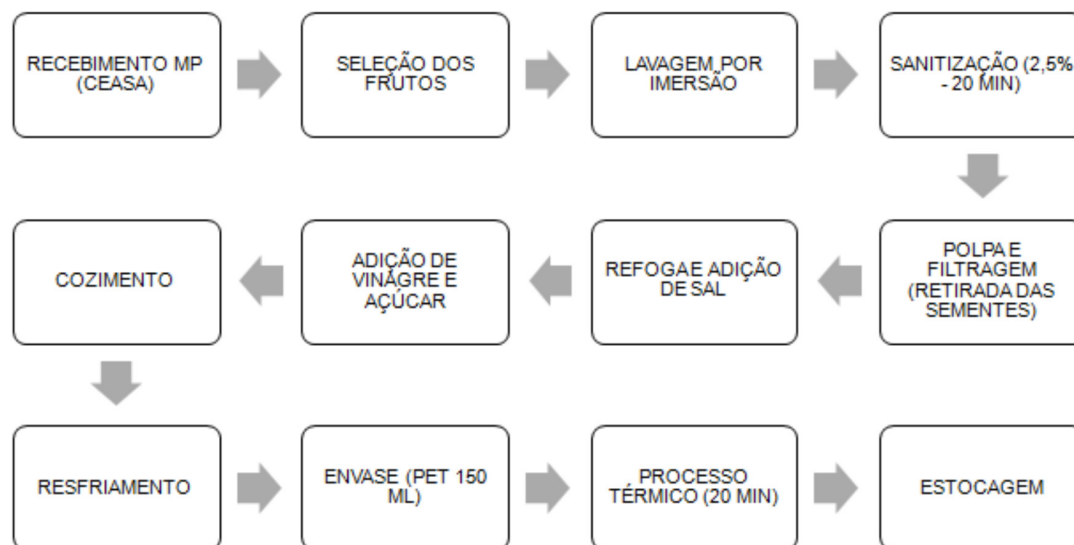 RECEBIMENTO MP
(CEASA)
SELEÇÃO DOS
FRUTOS
LAVAGEM POR
IMERSÃO
SANITIZAÇÃO (2,5%
- 20 MIN)
POLPA E
FILTRAGEM
(RETIRADA DAS
SEMENTES)
REFOGA E ADIÇÃO
DE SAL
ADIÇÃO DE
VINAGRE E
AÇÚCAR
COZIMENTO
RESFRIAMENTO
ENVASE (PET 150
ML)
PROCESSO
TÉRMICO (20 MIN)
ESTOCAGEM